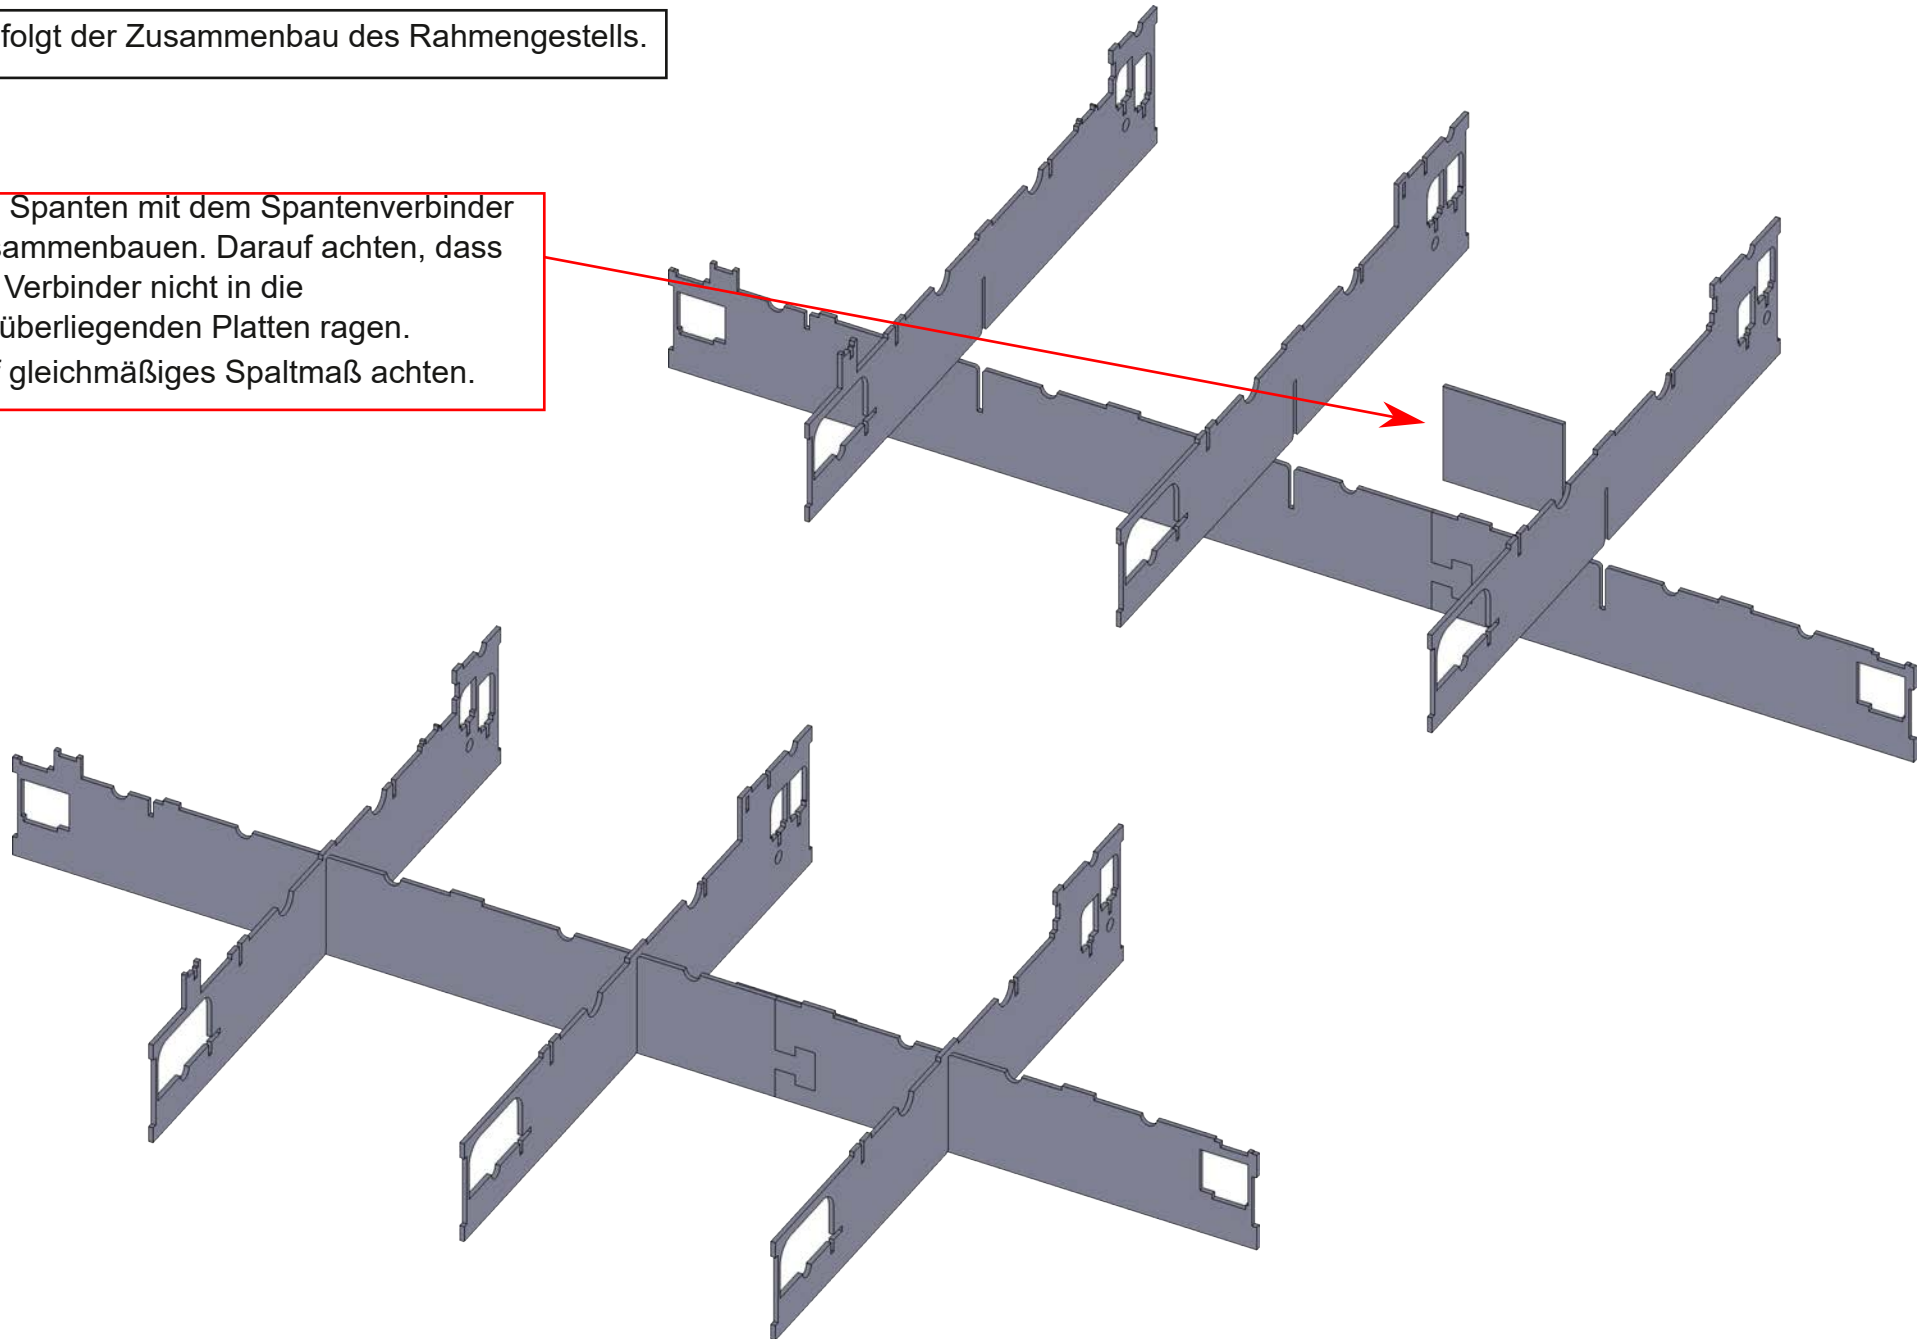 folgt der Zusammenbau des Rahmengestells.
Spanten mit dem Spantenverbinder
sammenbauen. Darauf achten, dass
Verbinder nicht in die
überliegenden Platten ragen.
gleichmäßiges Spaltmaß achten.